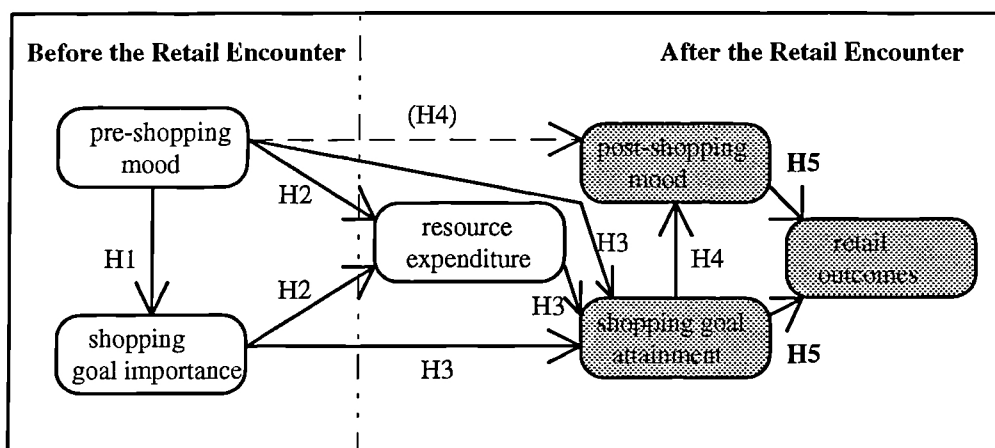 Before the Retail Encounter
After the Retail Encounter
pre-shopping
mood
(H4)
post-shopping
mood
H5
H2
resource
expenditure
H3
H4
retail
outcomes
H1
H2
H3
shopping
goal importance
H3
shopping goal
attainment
H5